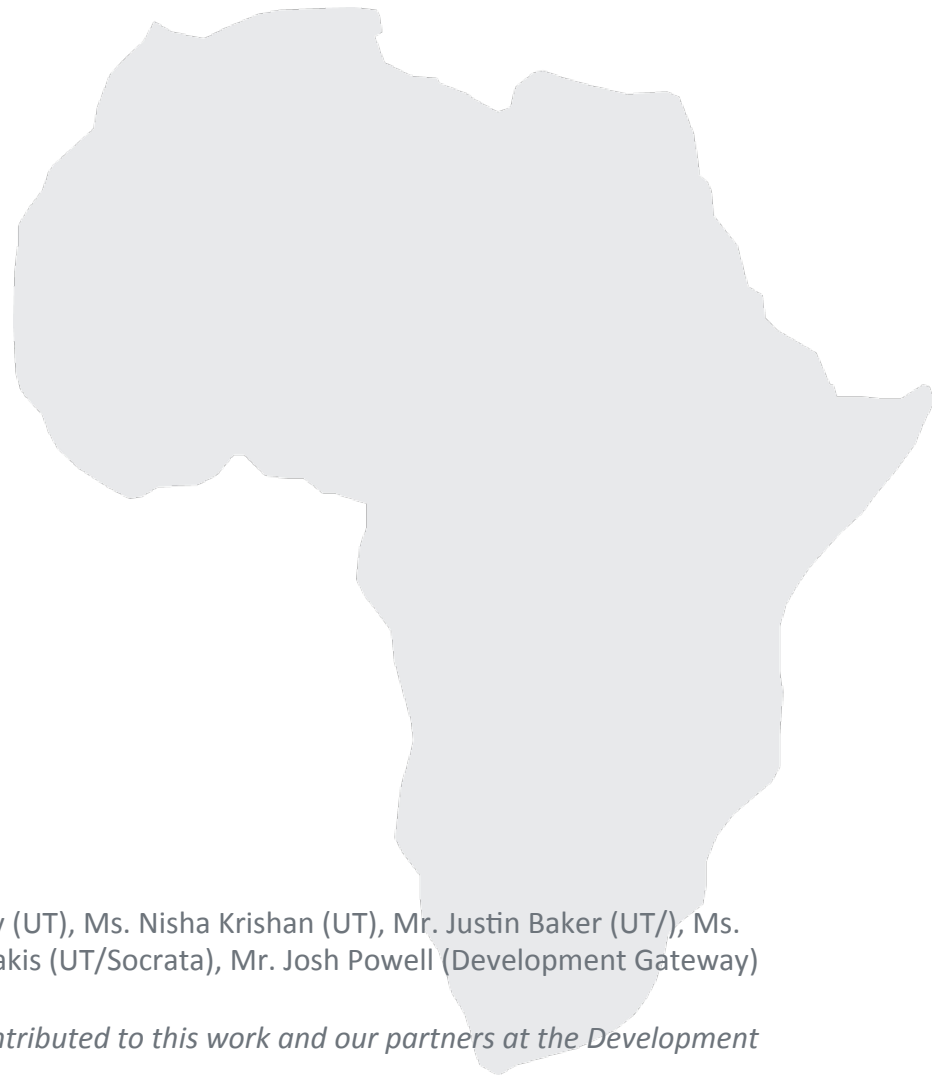 (UT), Ms. Nisha Krishan (UT), Mr. Justin Baker (UT/), Ms.
akis (UT/Socrata), Mr. Josh Powell (Development Gateway)
ntributed to this work and our partners at the Development